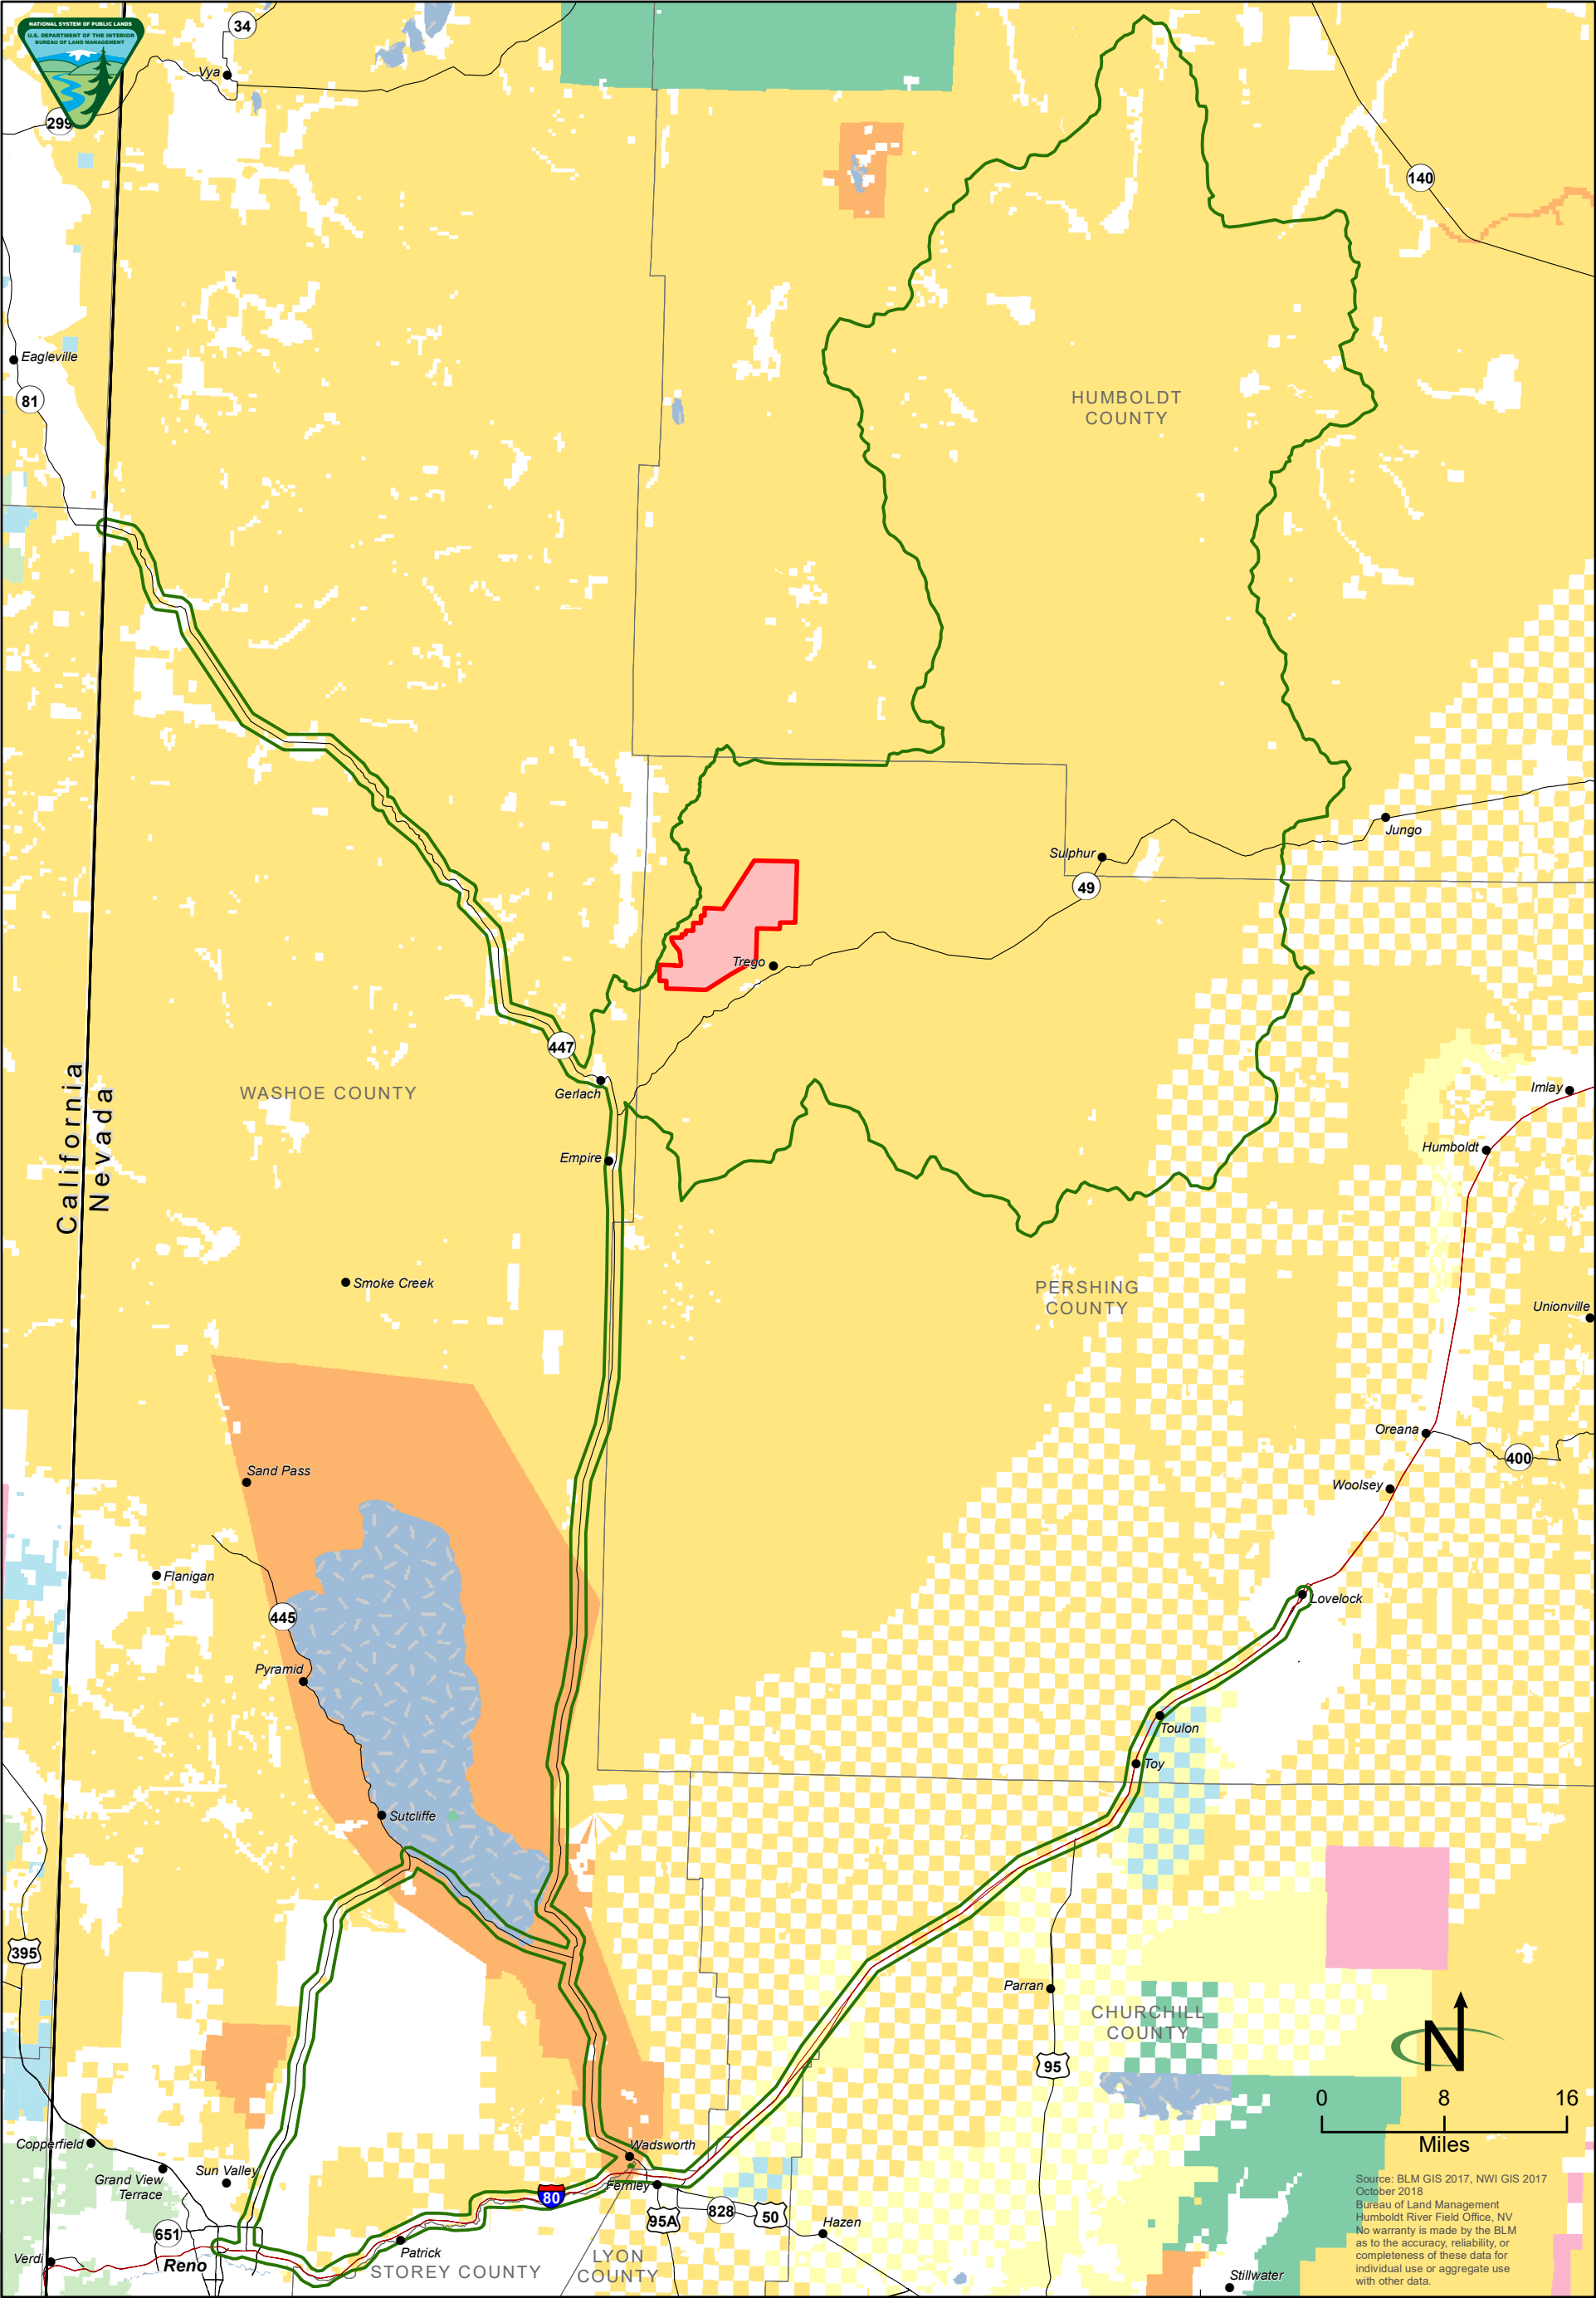 NATIONAL SYSTEM OF PUBLIC LANDS
U.S. DEPARTMENT OF THE INTERIOR
BUREAU OF LAND MANAGEMENT
34
Vya
299
140
Eagleville
81
HUMBOLDT
COUNTY
Jungo
Sulphur
49
Trego
447
Gerlach
WASHOE COUNTY
California
Nevada
Imlay
Humboldt
Empire
Smoke Creek
PERSHING
COUNTY
Unionville
Oreana
400
Sand Pass
Woolsey
Flanigan
Lovelock
445
Pyramid
Toulon
Toy
Sutcliffe
395
Parran
CHURCHILL
COUNTY
N
95
0 8 16
Miles
Copperfield
Wadsworth
Grand View
Terrace
Sun Valley
Fernley
80
95A
828
50
Hazen
651
Verdi
Reno
Patrick
STOREY COUNTY
LYON
COUNTY
Stillwater
Source: BLM GIS 2017, NWI GIS 2017
October 2018
Bureau of Land Management
Humboldt River Field Office, NV
No warranty is made by the BLM
as to the accuracy, reliability, or
completeness of these data for
individual use or aggregate use
with other data.